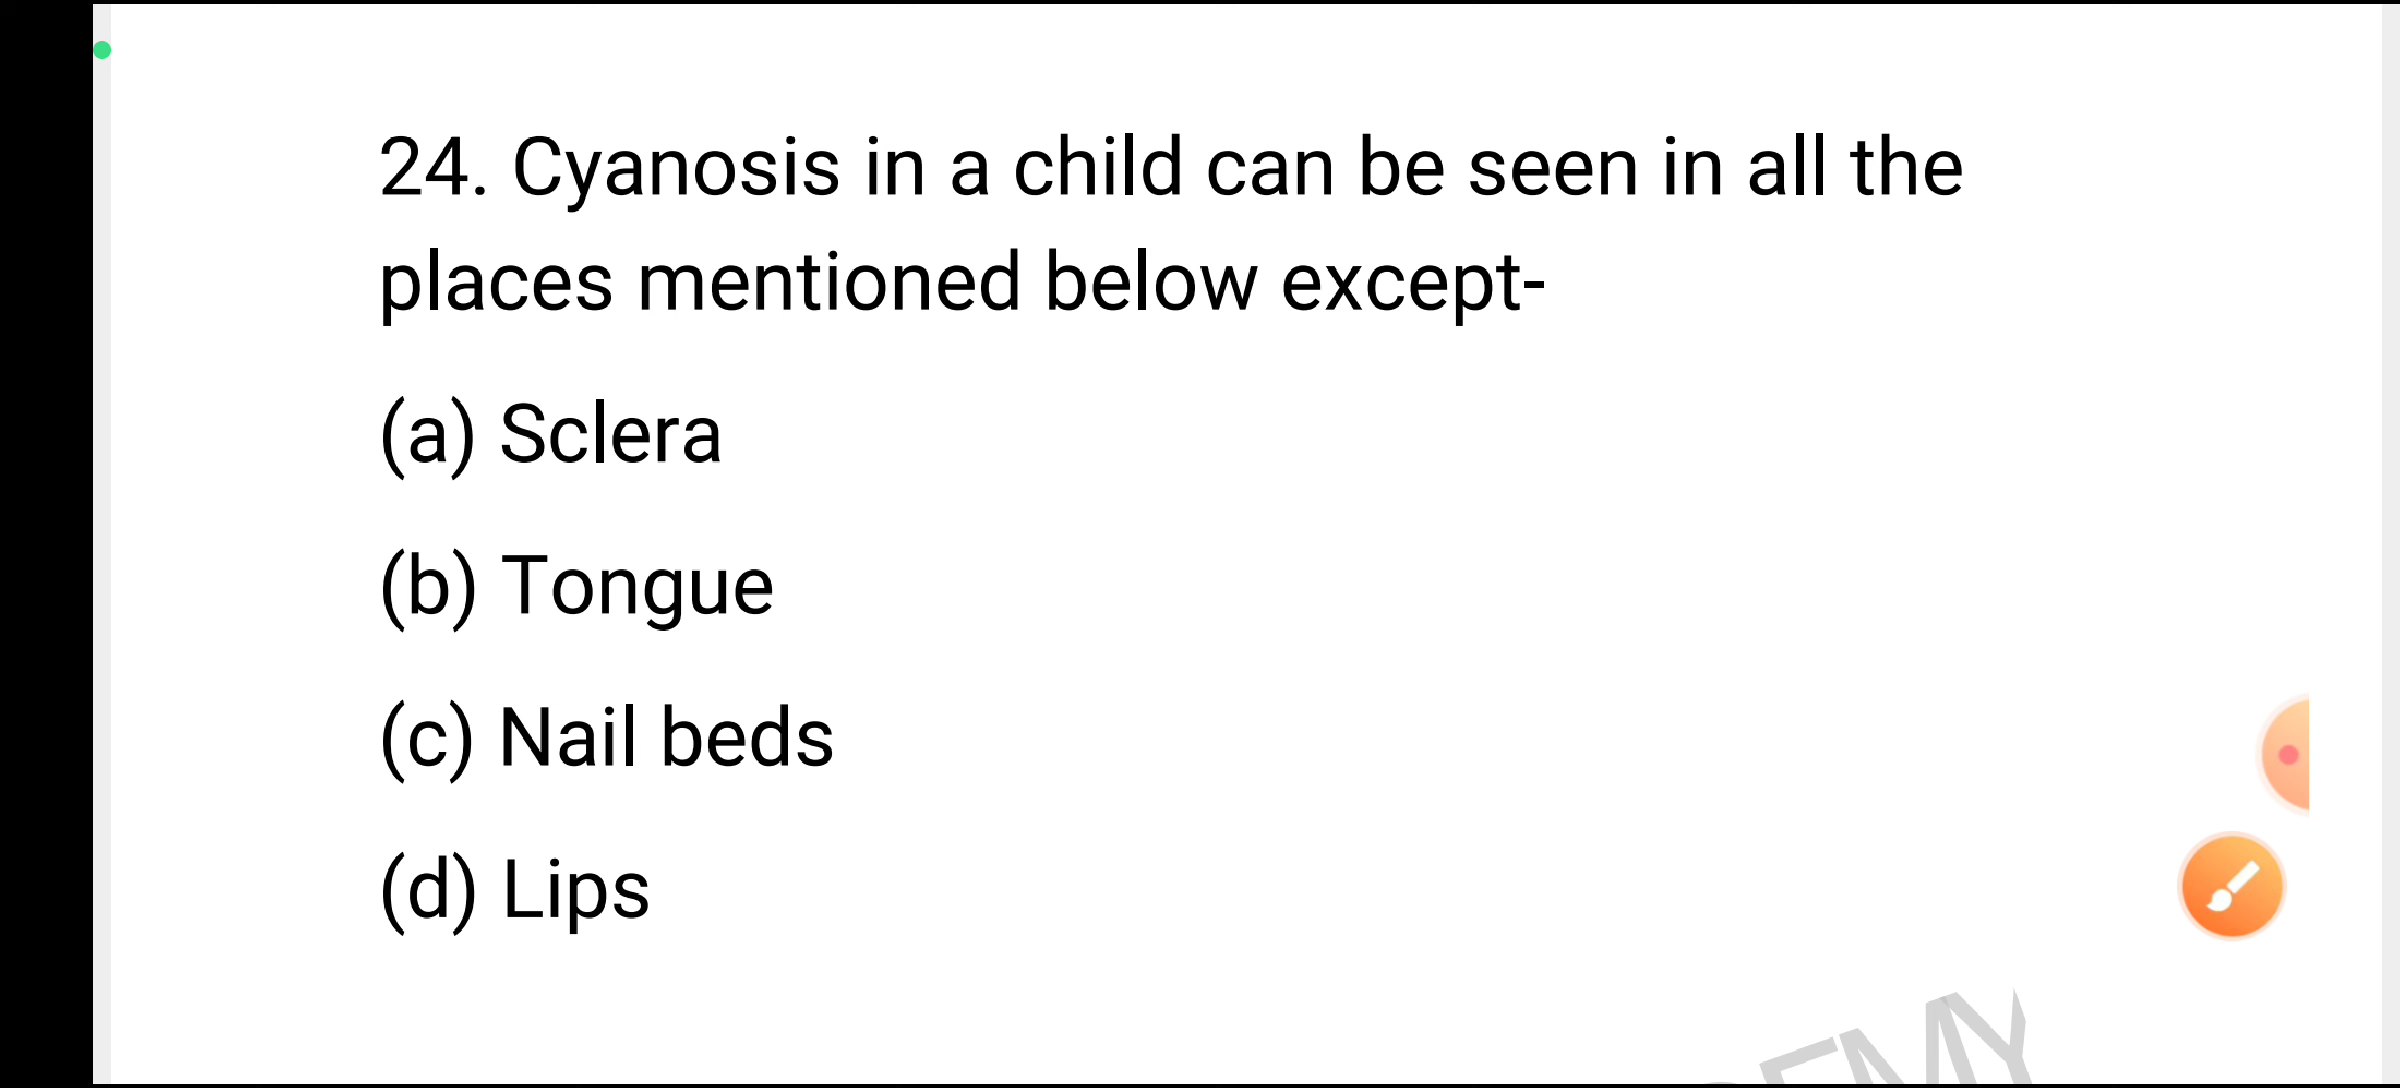 24. Cyanosis in a child can be seen in all the
places mentioned below except-
(a) Sclera
(b) Tongue
(c) Nail beds
(d) Lips